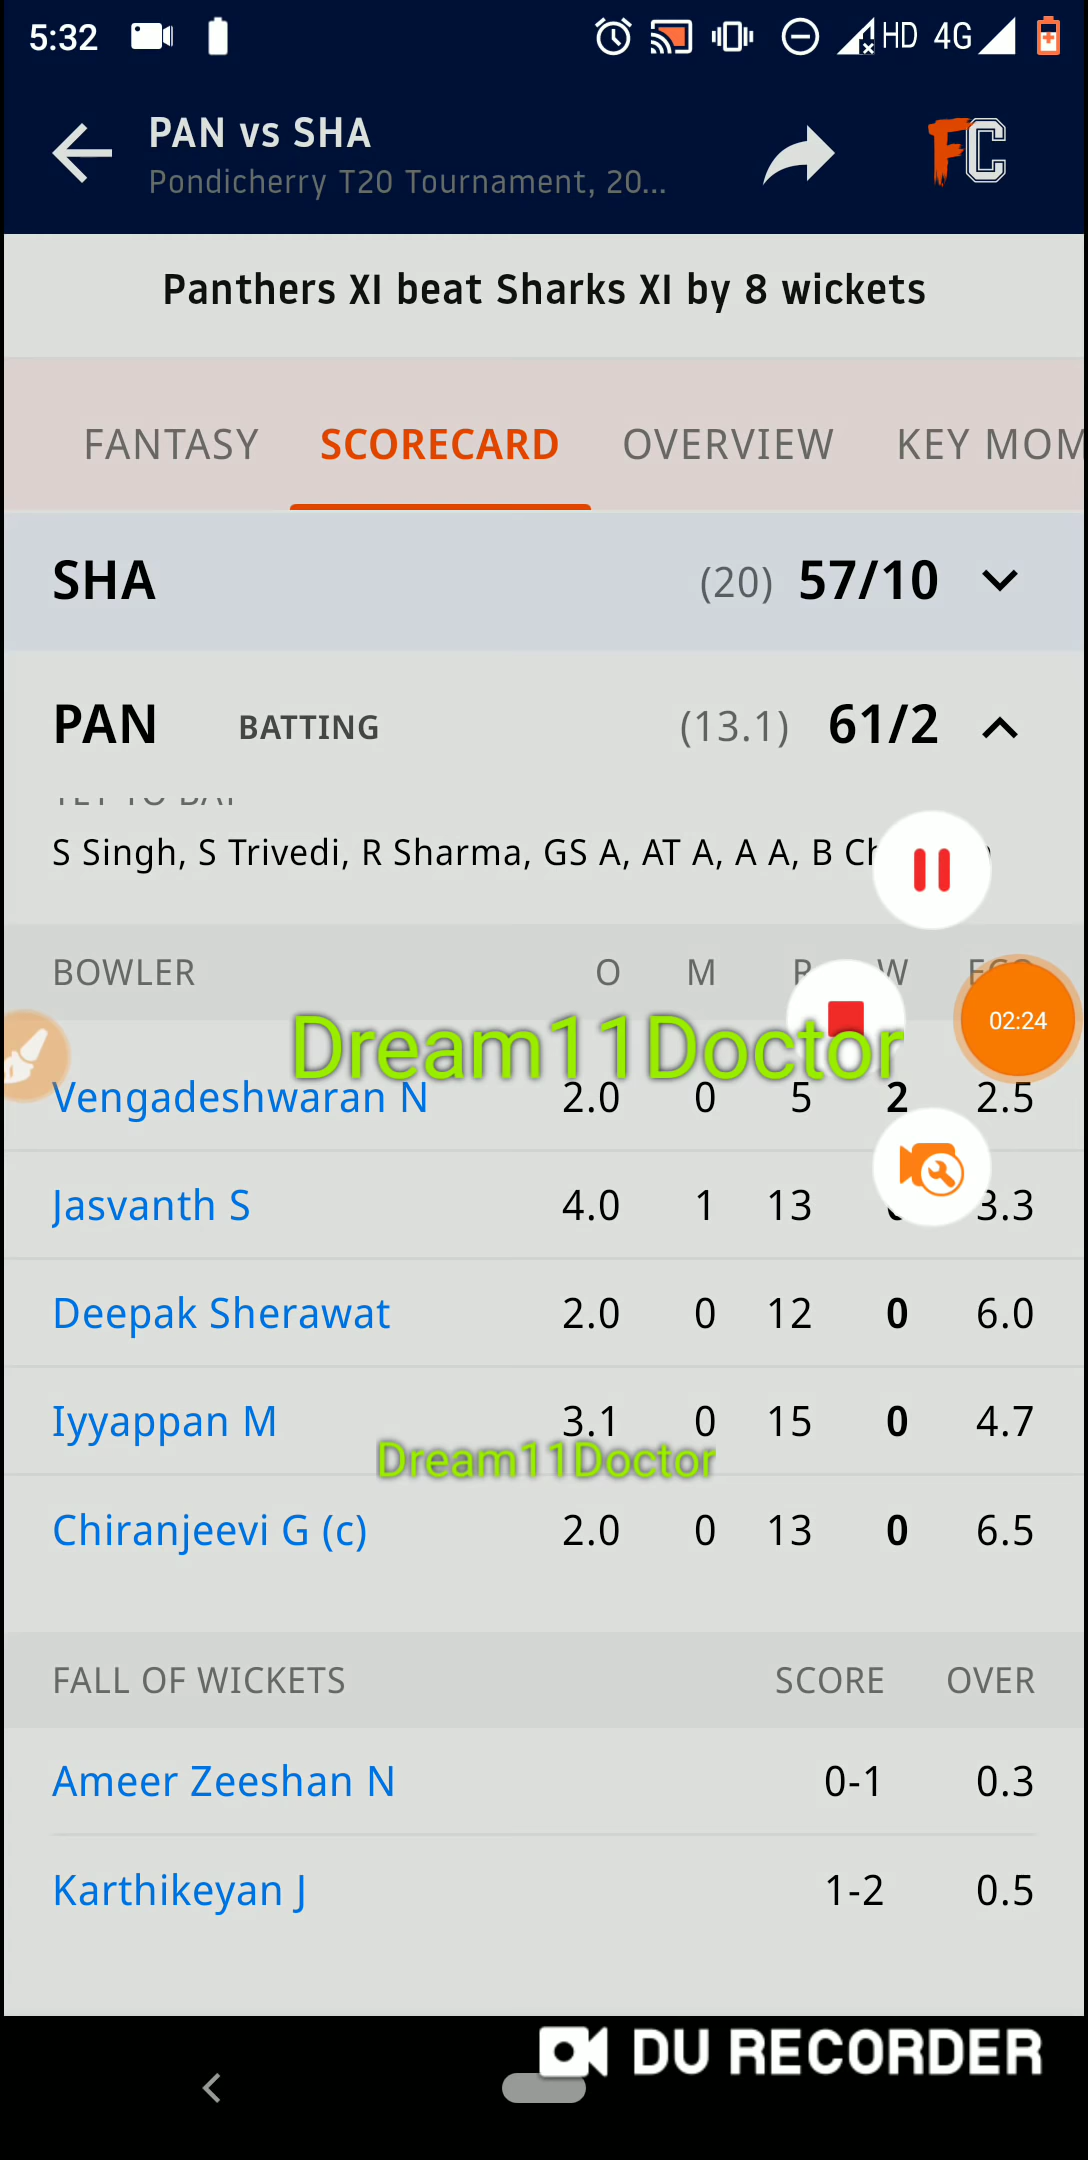 5:32 HD 4G
PAN vs SHA
Pondicherry T20 Tournament, 20...
FC
Panthers XI beat Sharks XI by 8 wickets
FANTASY SCORECARD OVERVIEW KEY MOM
SHA (20) 57/10
PAN BATTING (13.1) 61/2
YET TO BAT
S Singh, S Trivedi, R Sharma, GS A, AT A, A A, B
BOWLER O M R W ECO
02:24
Dream11Doctor
Vengadeshwaran N 2.0 0 5 2 2.5
Jasvanth S 4.0 1 13 3.3
Deepak Sherawat 2.0 0 12 0 6.0
Iyyappan M 3.1 0 15 0 4.7
Dream11Doctor
Chiranjeevi G (c) 2.0 0 13 0 6.5
FALL OF WICKETS SCORE OVER
Ameer Zeeshan N 0-1 0.3
Karthikeyan J 1-2 0.5
DU RECORDER